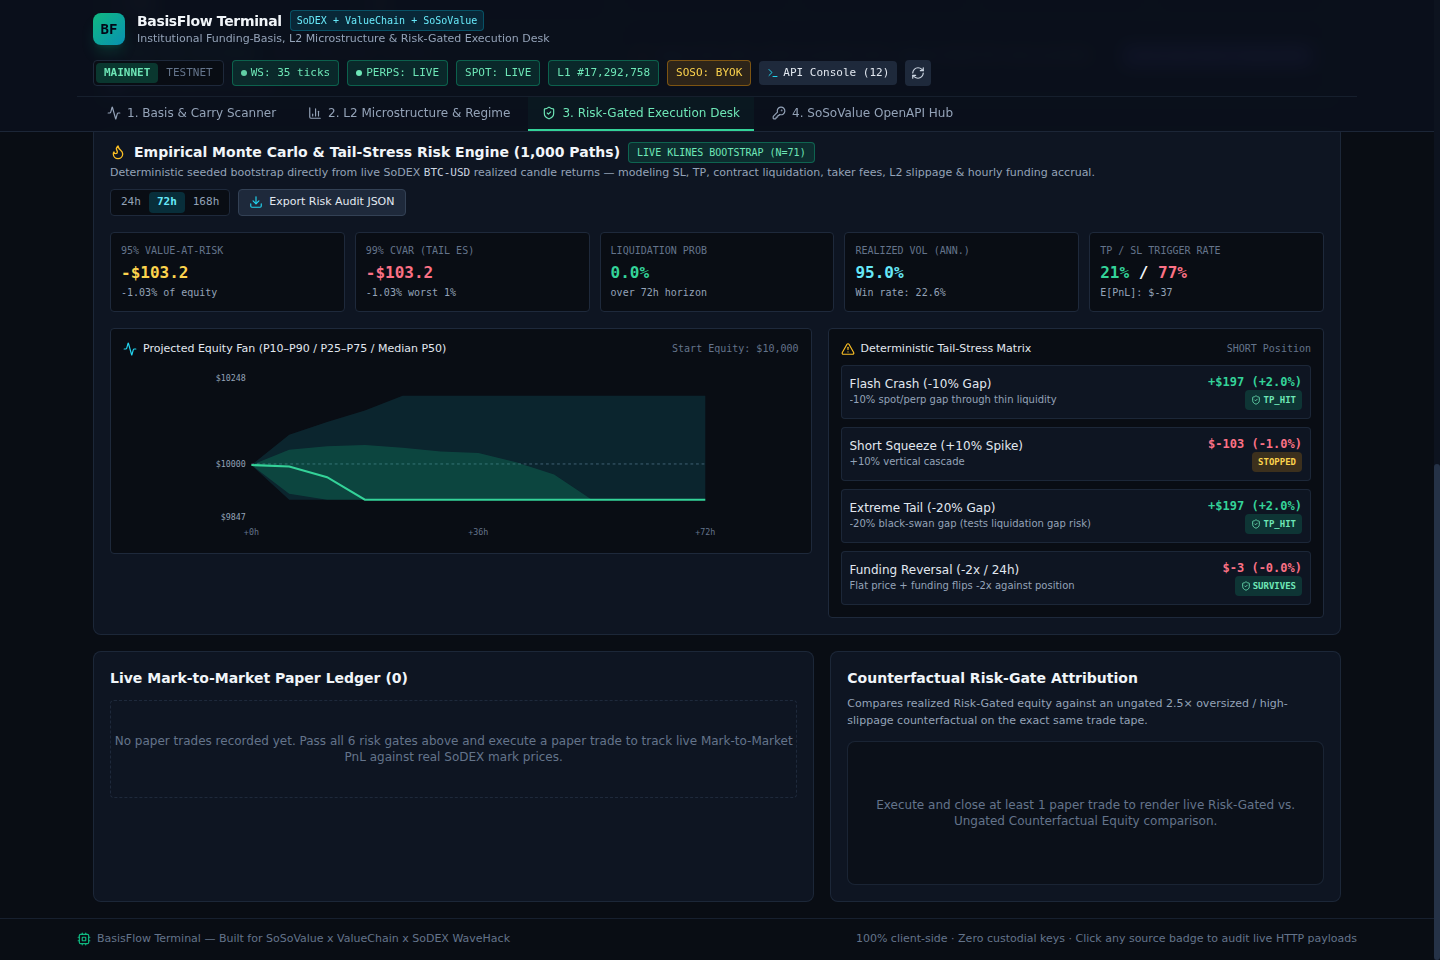 BF
BasisFlow Terminal
SoDEX + ValueChain + SoSoValue
Institutional Funding-Basis, L2 Microstructure & Risk-Gated Execution Desk
MAINNET TESTNET
WS: 35 ticks
PERPS: LIVE
SPOT: LIVE
L1 #17,292,758
SOSO: BYOK
API Console (12)
1. Basis & Carry Scanner
2. L2 Microstructure & Regime
3. Risk-Gated Execution Desk
4. SoSoValue OpenAPI Hub
Empirical Monte Carlo & Tail-Stress Risk Engine (1,000 Paths)
LIVE KLINES BOOTSTRAP (N=71)
Deterministic seeded bootstrap directly from live SoDEX BTC-USD realized candle returns — modeling SL, TP, contract liquidation, taker fees, L2 slippage & hourly funding accrual.
24h 72h 168h
Export Risk Audit JSON
95% VALUE-AT-RISK
-$103.2
-1.03% of equity
99% CVAR (TAIL ES)
-$103.2
-1.03% worst 1%
LIQUIDATION PROB
0.0%
over 72h horizon
REALIZED VOL (ANN.)
95.0%
Win rate: 22.6%
TP / SL TRIGGER RATE
21% / 77%
E[PnL]: $-37
Projected Equity Fan (P10–P90 / P25–P75 / Median P50)
Start Equity: $10,000
$10248
$10000
$9847
+0h
+36h
+72h
Deterministic Tail-Stress Matrix
SHORT Position
Flash Crash (-10% Gap)
-10% spot/perp gap through thin liquidity
+$197 (+2.0%)
TP_HIT
Short Squeeze (+10% Spike)
+10% vertical cascade
$-103 (-1.0%)
STOPPED
Extreme Tail (-20% Gap)
-20% black-swan gap (tests liquidation gap risk)
+$197 (+2.0%)
TP_HIT
Funding Reversal (-2x / 24h)
Flat price + funding flips -2x against position
$-3 (-0.0%)
SURVIVES
Live Mark-to-Market Paper Ledger (0)
No paper trades recorded yet. Pass all 6 risk gates above and execute a paper trade to track live Mark-to-Market
PnL against real SoDEX mark prices.
Counterfactual Risk-Gate Attribution
Compares realized Risk-Gated equity against an ungated 2.5× oversized / high-
slippage counterfactual on the exact same trade tape.
Execute and close at least 1 paper trade to render live Risk-Gated vs.
Ungated Counterfactual Equity comparison.
BasisFlow Terminal — Built for SoSoValue x ValueChain x SoDEX WaveHack
100% client-side · Zero custodial keys · Click any source badge to audit live HTTP payloads